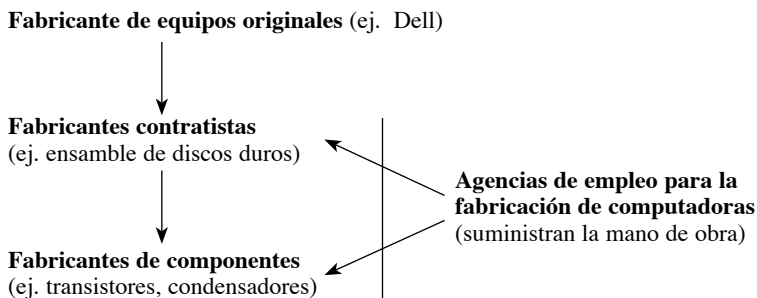 Fabricante de equipos originales (ej. Dell)
Fabricantes contratistas
(ej. ensamble de discos duros)
Agencias de empleo para la
fabricación de computadoras
(suministran la mano de obra)
Fabricantes de componentes
(ej. transistores, condensadores)